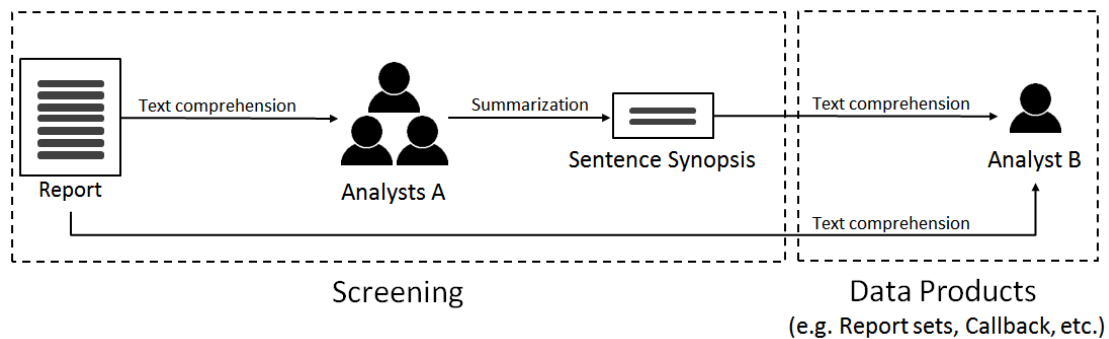 Text comprehension
Summarization
Text comprehension
Report
Analysts A
Sentence Synopsis
Analyst B
Text comprehension
Screening
Data Products
(e.g. Report sets, Callback, etc.)